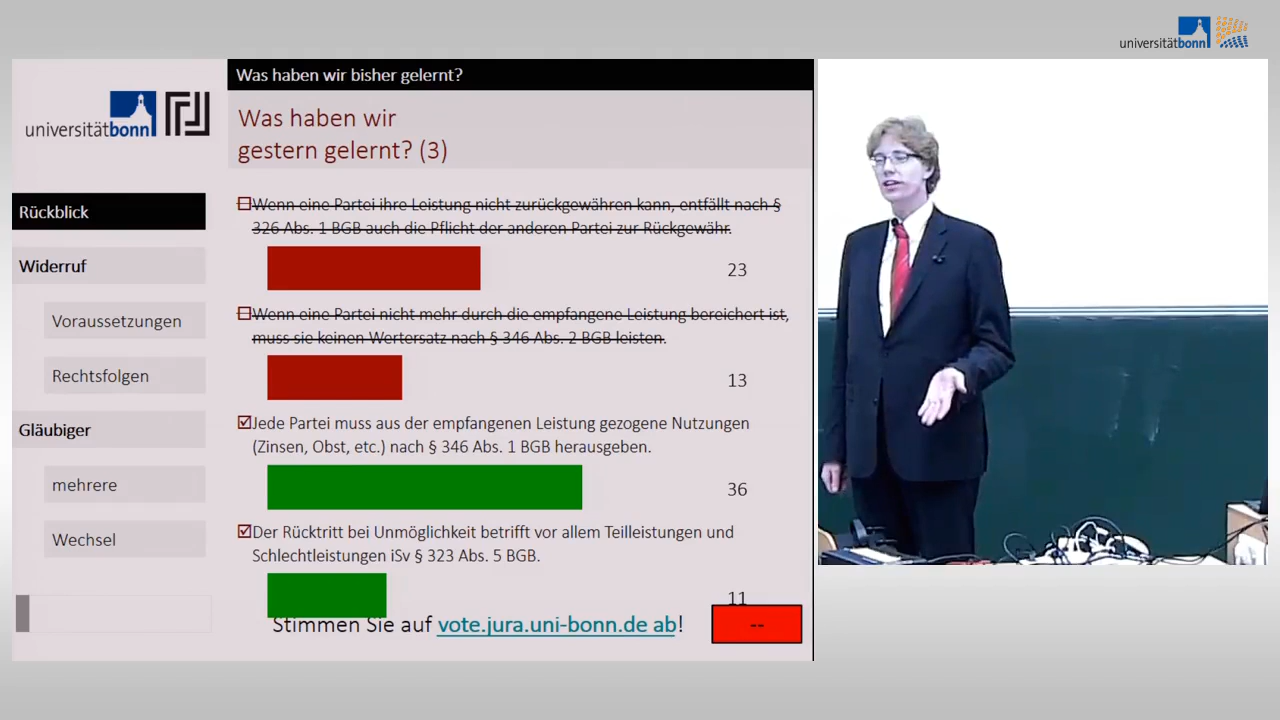 universitätbonn
Was haben wir bisher gelernt?
universitätbonn
Was haben wir
gestern gelernt? (3)
Rückblick
Widerruf
Voraussetzungen
Rechtsfolgen
Gläubiger
mehrere
Wechsel
Wenn eine Partei ihre Leistung nicht zurückgewähren kann, entfällt nach §
326 Abs. 1 BGB auch die Pflicht der anderen Partei zur Rückgewähr.
23
Wenn eine Partei nicht mehr durch die empfangene Leistung bereichert ist,
muss sie keinen Wertersatz nach § 346 Abs. 2 BGB leisten.
13
Jede Partei muss aus der empfangenen Leistung gezogene Nutzungen
(Zinsen, Obst, etc.) nach § 346 Abs. 1 BGB herausgeben.
36
Der Rücktritt bei Unmöglichkeit betrifft vor allem Teilleistungen und
Schlechtleistungen iSv § 323 Abs. 5 BGB.
11
Stimmen Sie auf vote.jura.uni-bonn.de ab!
--